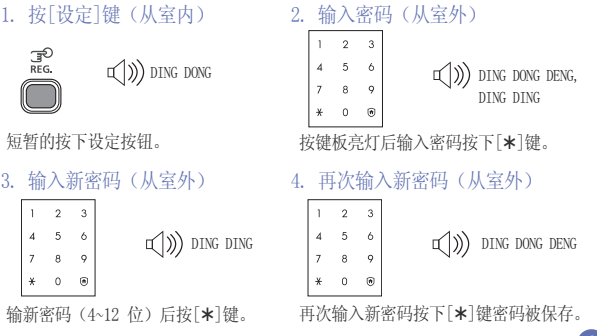 1. 按[设定]键（从室内）
REG.
DING DONG
短暂的按下设定按钮。
2. 输入密码（从室外）
1 2 3
4 5 6
7 8 9
* 0
DING DONG DENG,
DING DING
按键板亮灯后输入密码按下[*]键。
3. 输入新密码（从室外）
1 2 3
4 5 6
7 8 9
* 0
DING DING
输新密码（4~12 位）后按[*]键。
4. 再次输入新密码（从室外）
1 2 3
4 5 6
7 8 9
* 0
DING DONG DENG
再次输入新密码按下[*]键密码被保存。